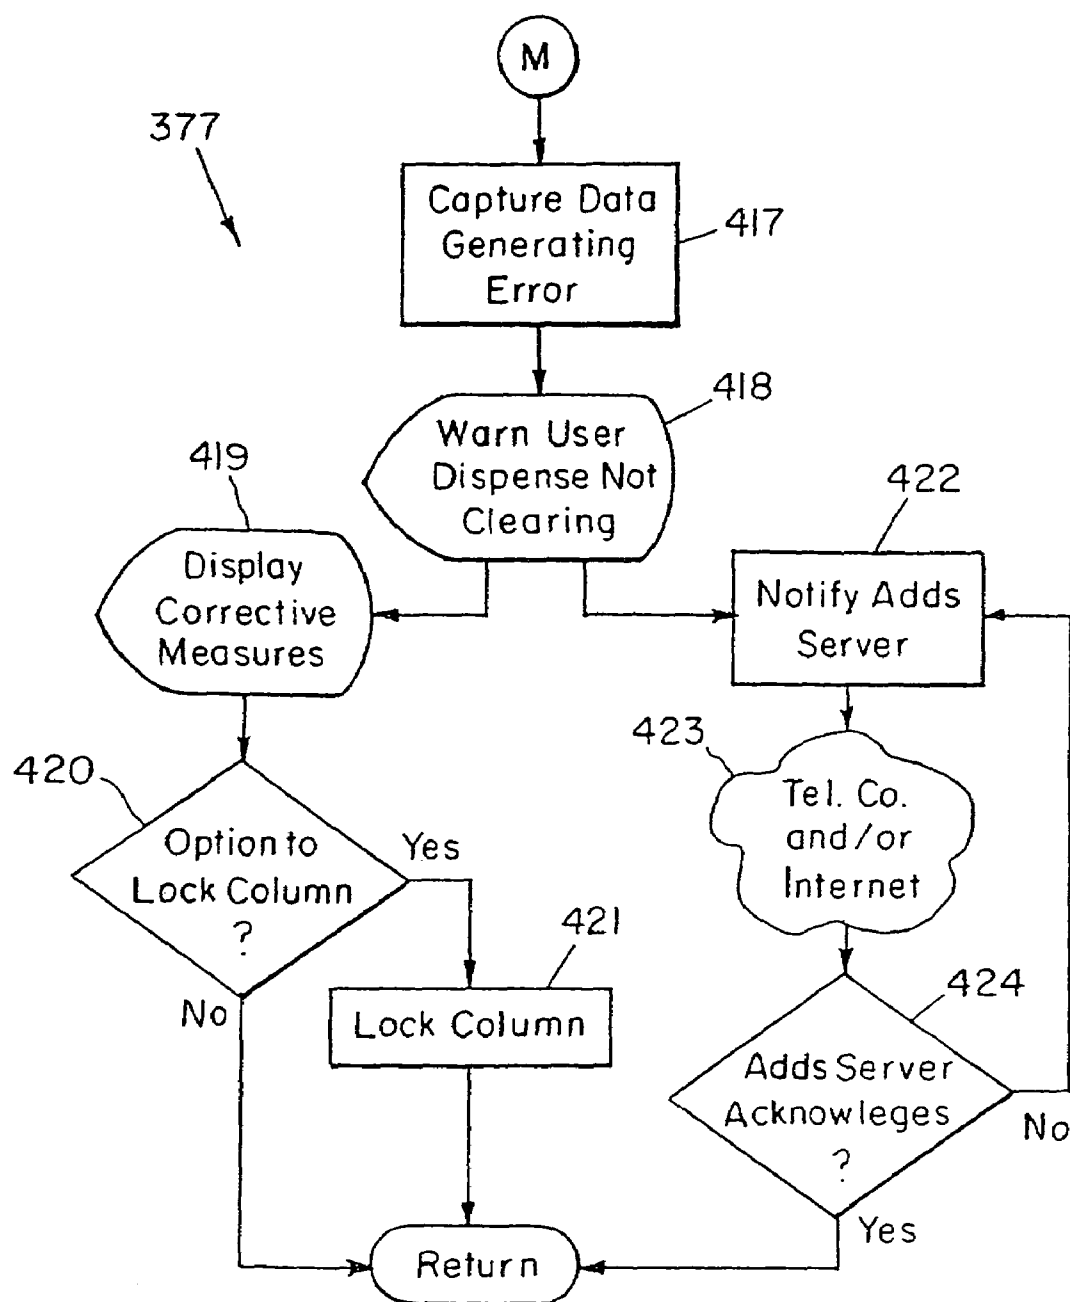 M
377
Capture Data
Generating
Error
417
Warn User
Dispense Not
Clearing
418
419
Display
Corrective
Measures
422
Notify Adds
Server
423
Tel. Co.
and/or
Internet
420
Option to
Lock Column
?
Yes
No
421
Lock Column
424
Adds Server
Acknowleges
?
No
Yes
Return